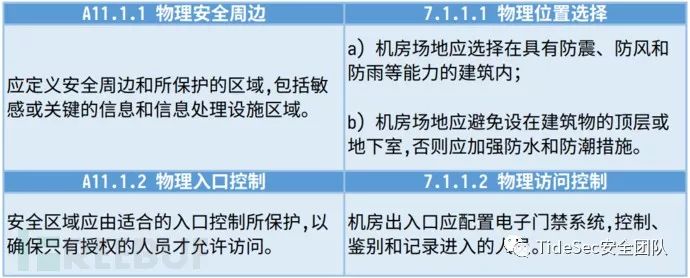 A11.1.1 物理安全周边
7.1.1.1 物理位置选择
应定义安全周边和所保护的区域，包括敏
感或关键的信息和信息处理设施区域。
a）机房场地应选择在具有防震、防风和
防雨等能力的建筑内；
b）机房场地应避免设在建筑物的顶层或
地下室，否则应加强防水和防潮措施。
A11.1.2 物理入口控制
7.1.1.2 物理访问控制
安全区域应由适合的入口控制所保护，以
确保只有授权的人员才允许访问。
机房出入口应配置电子门禁系统，控制、
鉴别和记录进入的人
TideSec安全团队